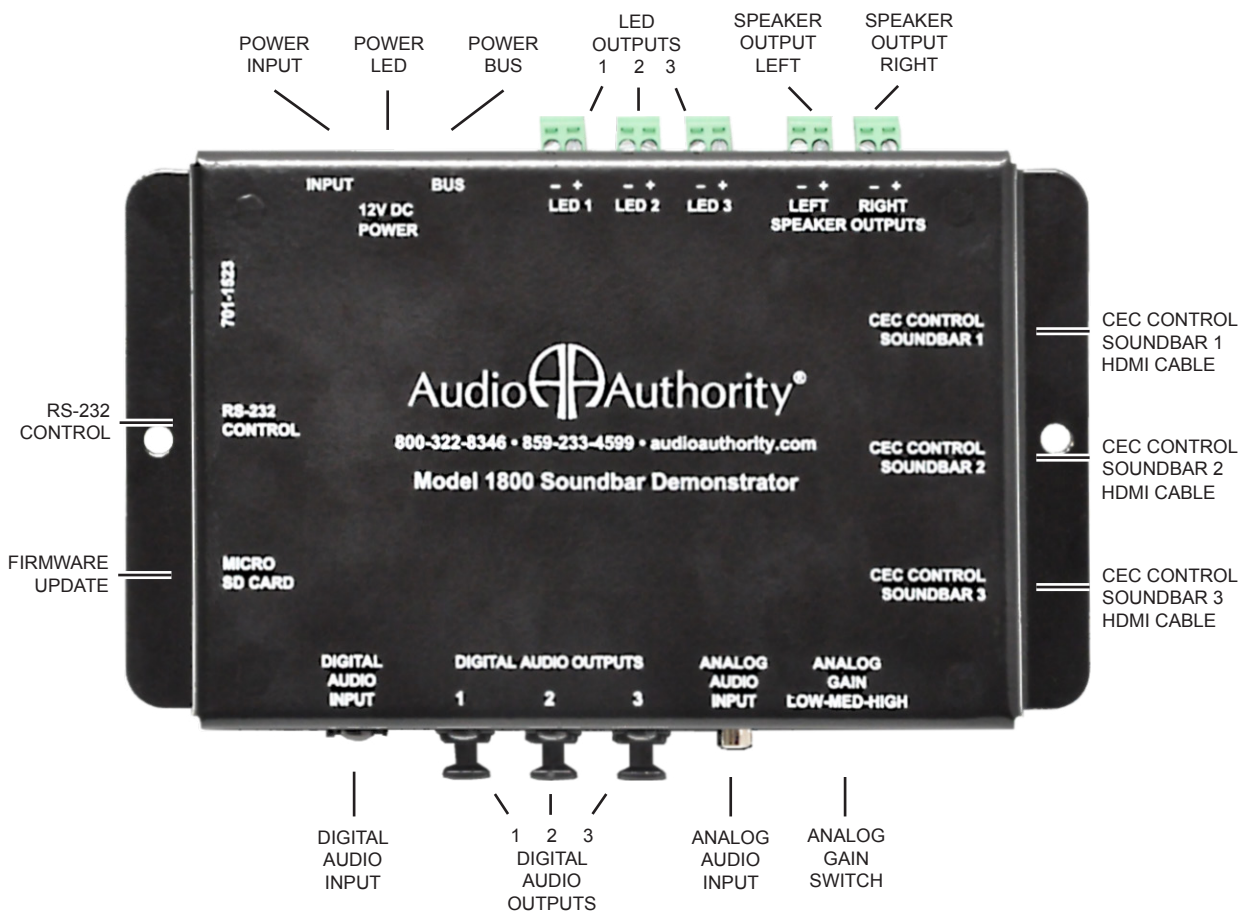 POWER
INPUT
POWER
LED
POWER
BUS
LED
OUTPUTS
1 2 3
SPEAKER
OUTPUT
LEFT
SPEAKER
OUTPUT
RIGHT
INPUT
12V DC
POWER
BUS
– +
LED 1
– +
LED 2
– +
LED 3
– +
LEFT
– +
RIGHT
SPEAKER OUTPUTS
701-1523
CEC CONTROL
SOUNDBAR 1
CEC CONTROL
SOUNDBAR 1
HDMI CABLE
Audio Authority®
800-322-8346 • 859-233-4599 • audioauthority.com
Model 1800 Soundbar Demonstrator
RS-232
CONTROL
RS-232
CONTROL
CEC CONTROL
SOUNDBAR 2
CEC CONTROL
SOUNDBAR 2
HDMI CABLE
FIRMWARE
UPDATE
MICRO
SD CARD
CEC CONTROL
SOUNDBAR 3
CEC CONTROL
SOUNDBAR 3
HDMI CABLE
DIGITAL
AUDIO
INPUT
DIGITAL AUDIO OUTPUTS
1 2 3
ANALOG
AUDIO
INPUT
ANALOG
GAIN
LOW-MED-HIGH
DIGITAL
AUDIO
INPUT
1 2 3
DIGITAL
AUDIO
OUTPUTS
ANALOG
AUDIO
INPUT
ANALOG
GAIN
SWITCH